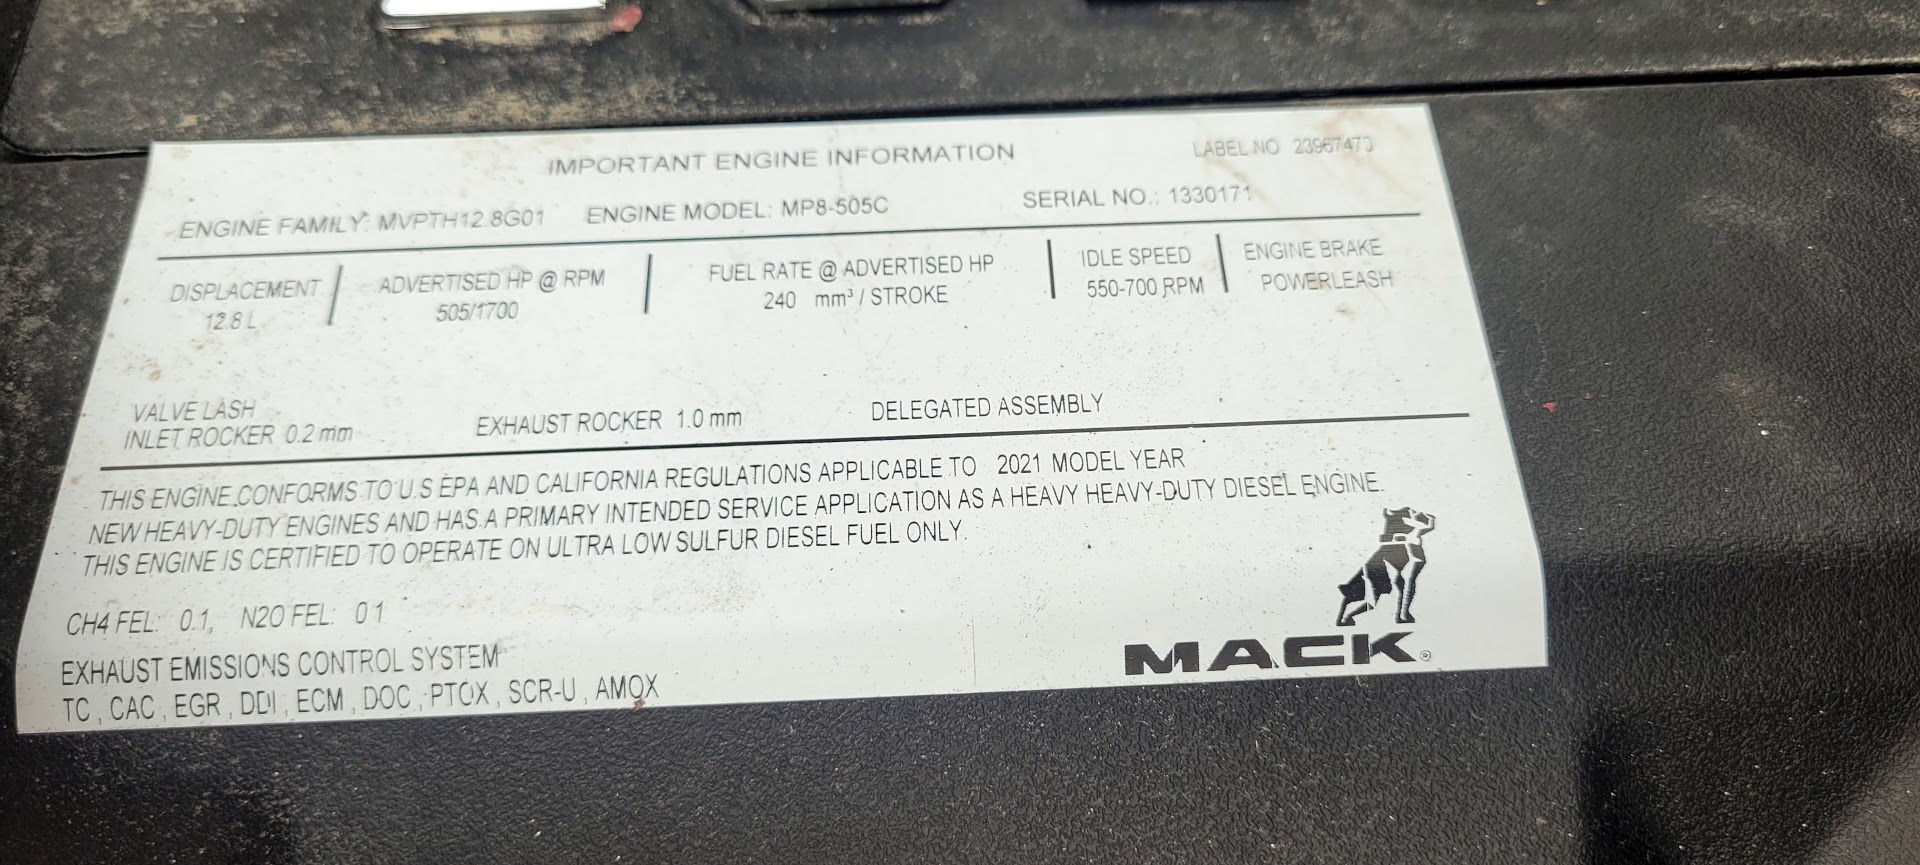 IMPORTANT ENGINE INFORMATION
LABEL NO 23967473
ENGINE FAMILY: MVPTH12.8G01 ENGINE MODEL: MP8-505C SERIAL NO.: 1330171
DISPLACEMENT
12.8 L
ADVERTISED HP @ RPM
505/1700
FUEL RATE @ ADVERTISED HP
240 mm³ / STROKE
IDLE SPEED
550-700 RPM
ENGINE BRAKE
POWERLEASH
VALVE LASH
INLET ROCKER 0.2 mm
EXHAUST ROCKER 1.0 mm
DELEGATED ASSEMBLY
THIS ENGINE CONFORMS TO U.S EPA AND CALIFORNIA REGULATIONS APPLICABLE TO 2021 MODEL YEAR
NEW HEAVY-DUTY ENGINES AND HAS A PRIMARY INTENDED SERVICE APPLICATION AS A HEAVY HEAVY-DUTY DIESEL ENGINE.
THIS ENGINE IS CERTIFIED TO OPERATE ON ULTRA LOW SULFUR DIESEL FUEL ONLY.
CH4 FEL: 0.1, N2O FEL: 0.1
EXHAUST EMISSIONS CONTROL SYSTEM
TC, CAC, EGR, DDI, ECM, DOC, PTOX, SCR-U, AMOX
MACK®